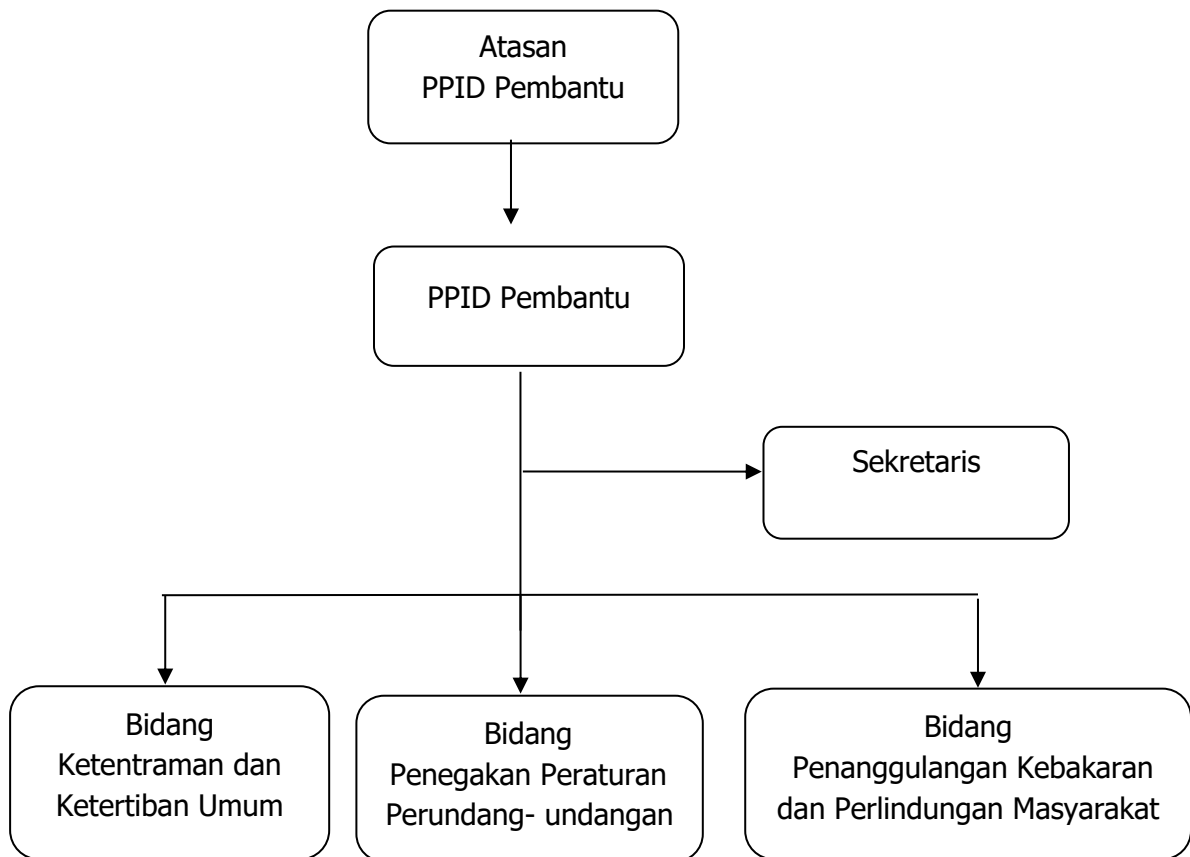 Atasan
PPID Pembantu
PPID Pembantu
Sekretaris
Bidang
Ketentraman dan
Ketertiban Umum
Bidang
Penegakan Peraturan
Perundang- undangan
Bidang
Penanggulangan Kebakaran
dan Perlindungan Masyarakat